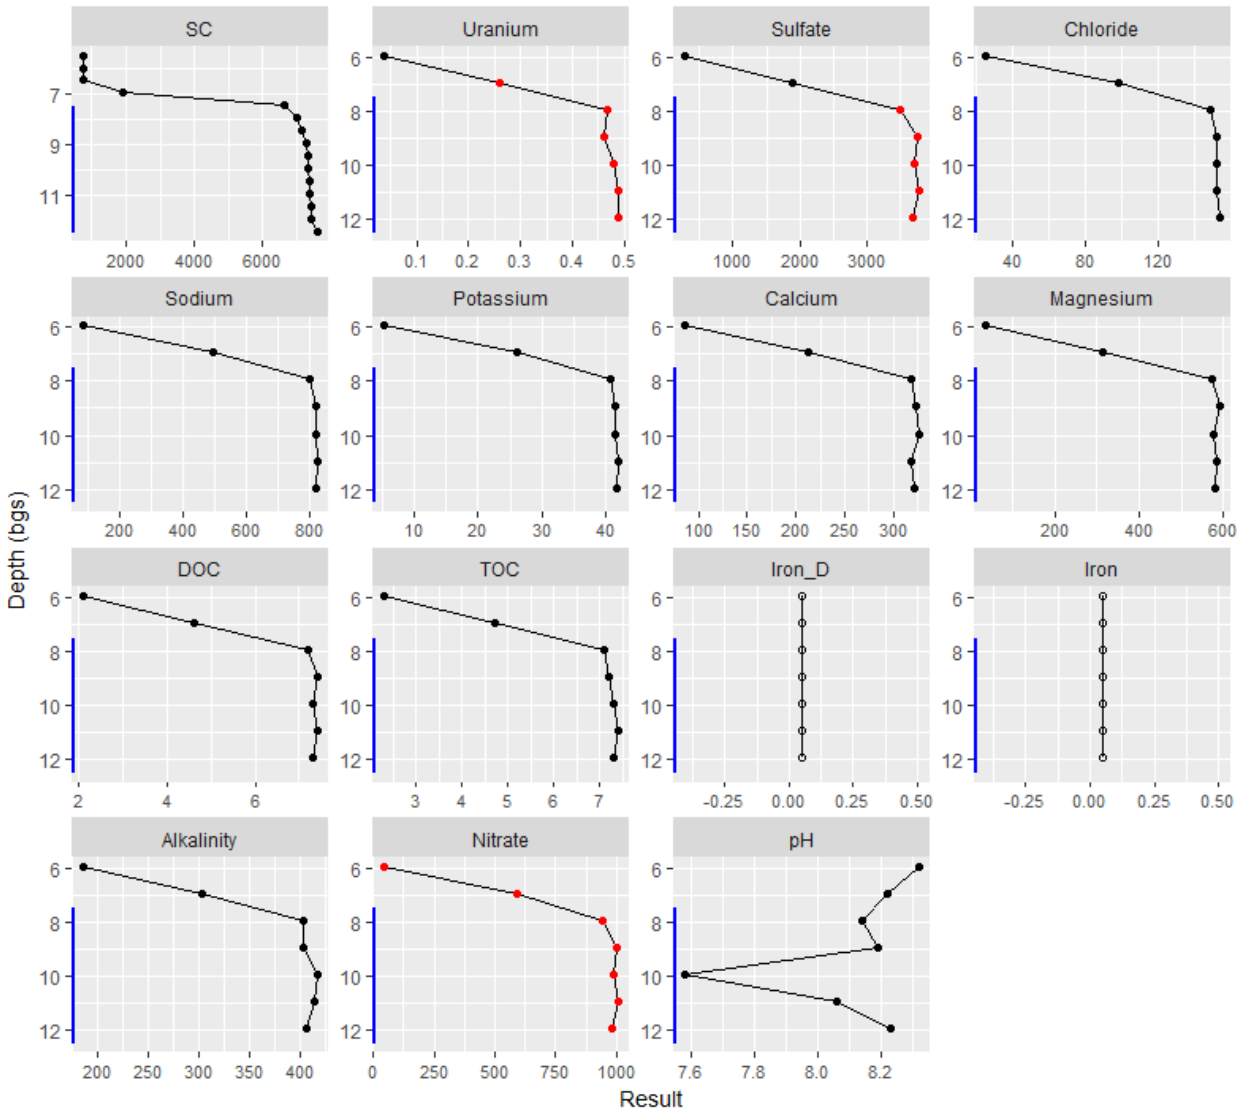 SC Uranium Sulfate Chloride
7 9 11
6 8 10 12
6 8 10 12
6 8 10 12
2000 4000 6000
0.1 0.2 0.3 0.4 0.5
1000 2000 3000
40 80 120
Sodium Potassium Calcium Magnesium
6 8 10 12
6 8 10 12
6 8 10 12
6 8 10 12
200 400 600 800
10 20 30 40
100 150 200 250 300
200 400 600
Depth (bgs)
DOC TOC Iron_D Iron
6 8 10 12
6 8 10 12
6 8 10 12
6 8 10 12
2 4 6
3 4 5 6 7
-0.25 0.00 0.25 0.50
-0.25 0.00 0.25 0.50
Alkalinity Nitrate pH
6 8 10 12
6 8 10 12
6 8 10 12
200 250 300 350 400
0 250 500 750 1000
7.6 7.8 8.0 8.2
Result